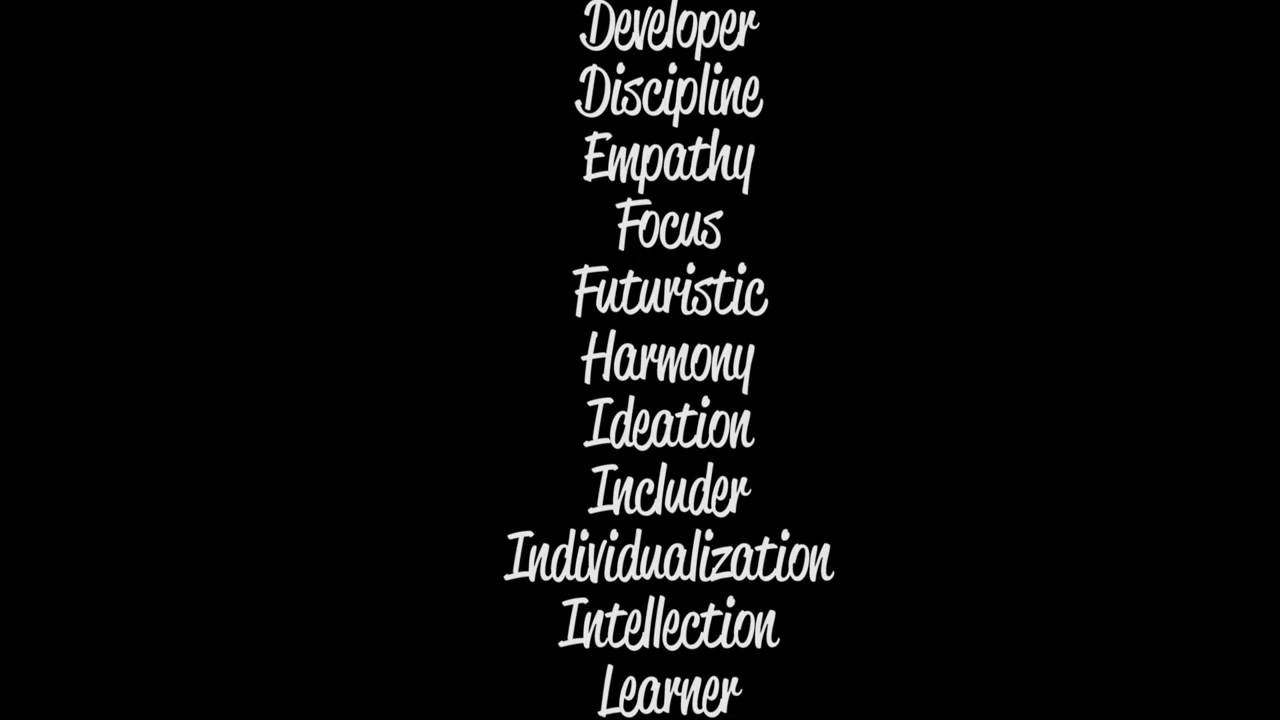 Developer
Discipline
Empathy
Focus
Futuristic
Harmony
Ideation
Includer
Individualization
Intellection
Learner